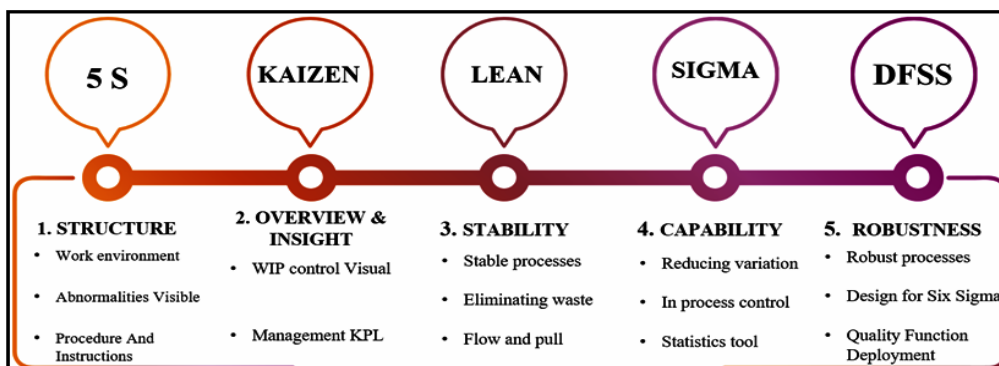 5 S
KAIZEN
LEAN
SIGMA
DFSS
1. STRUCTURE
• Work environment
• Abnormalities Visible
• Procedure And
Instructions
2. OVERVIEW &
INSIGHT
• WIP control Visual
• Management KPL
3. STABILITY
• Stable processes
• Eliminating waste
• Flow and pull
4. CAPABILITY
• Reducing variation
• In process control
• Statistics tool
5. ROBUSTNESS
• Robust processes
• Design for Six Sigma
• Quality Function
Deployment